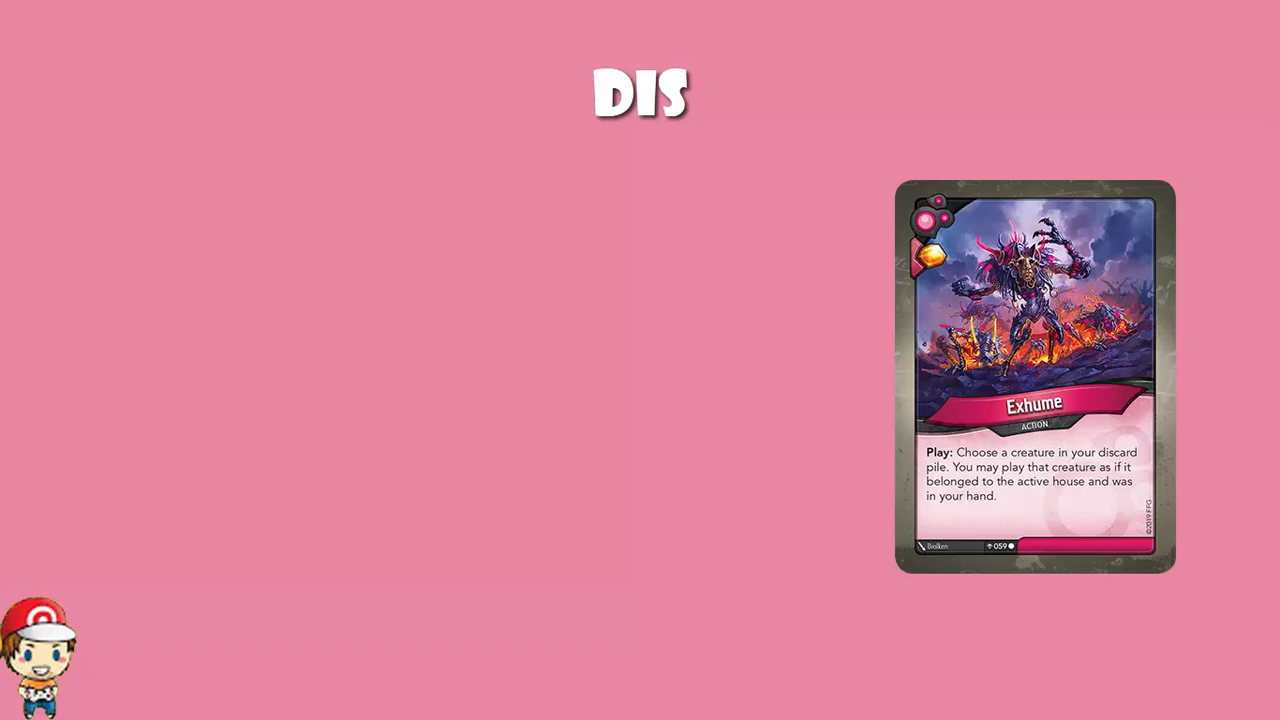 DIS
Exhume
ACTION
Play: Choose a creature in your discard
pile. You may play that creature as if it
belonged to the active house and was
in your hand.
©2019 FFG
Brolken
059